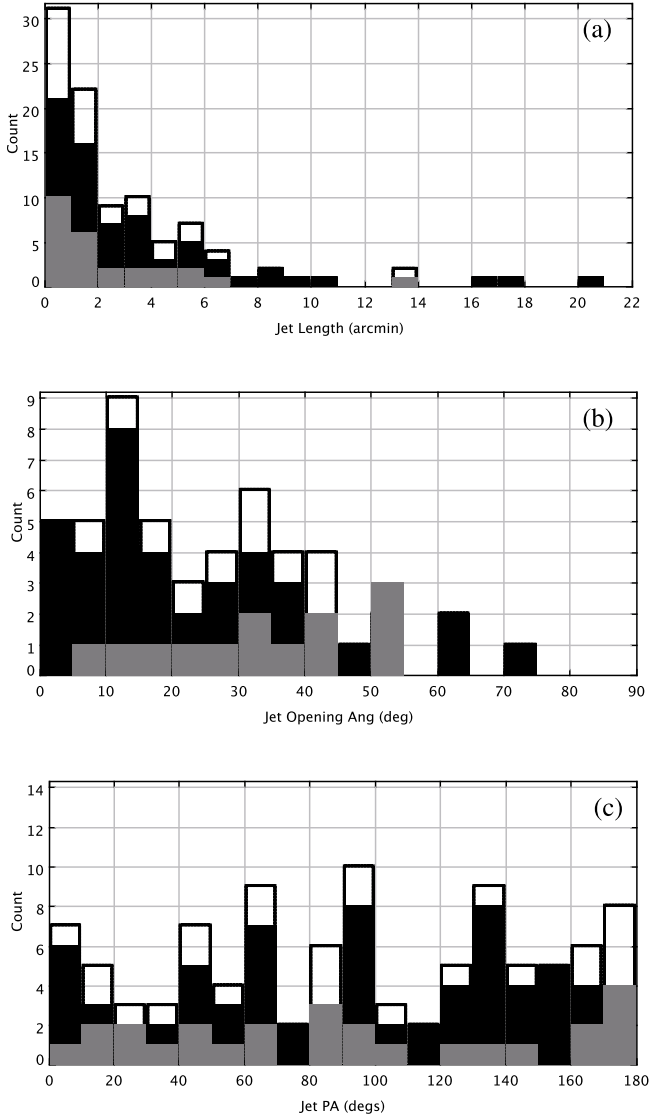 (a)
30
25
20
15
10
5
0
Count
0 2 4 6 8 10 12 14 16 18 20 22
Jet Length (arcmin)
(b)
9
8
7
6
5
4
3
2
1
0
Count
0 10 20 30 40 50 60 70 80 90
Jet Opening Ang (deg)
(c)
14
12
10
8
6
4
2
0
Count
0 20 40 60 80 100 120 140 160 180
Jet PA (degs)